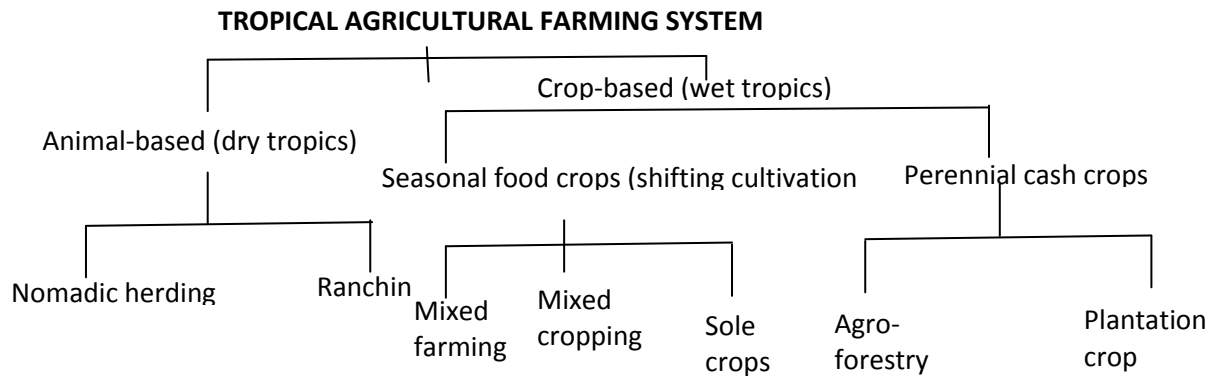 TROPICAL AGRICULTURAL FARMING SYSTEM
Crop-based (wet tropics)
Animal-based (dry tropics)
Seasonal food crops (shifting cultivation
Perennial cash crops
Nomadic herding
Ranchin
Mixed
farming
Mixed
cropping
Sole
crops
Agro-
forestry
Plantation
crop